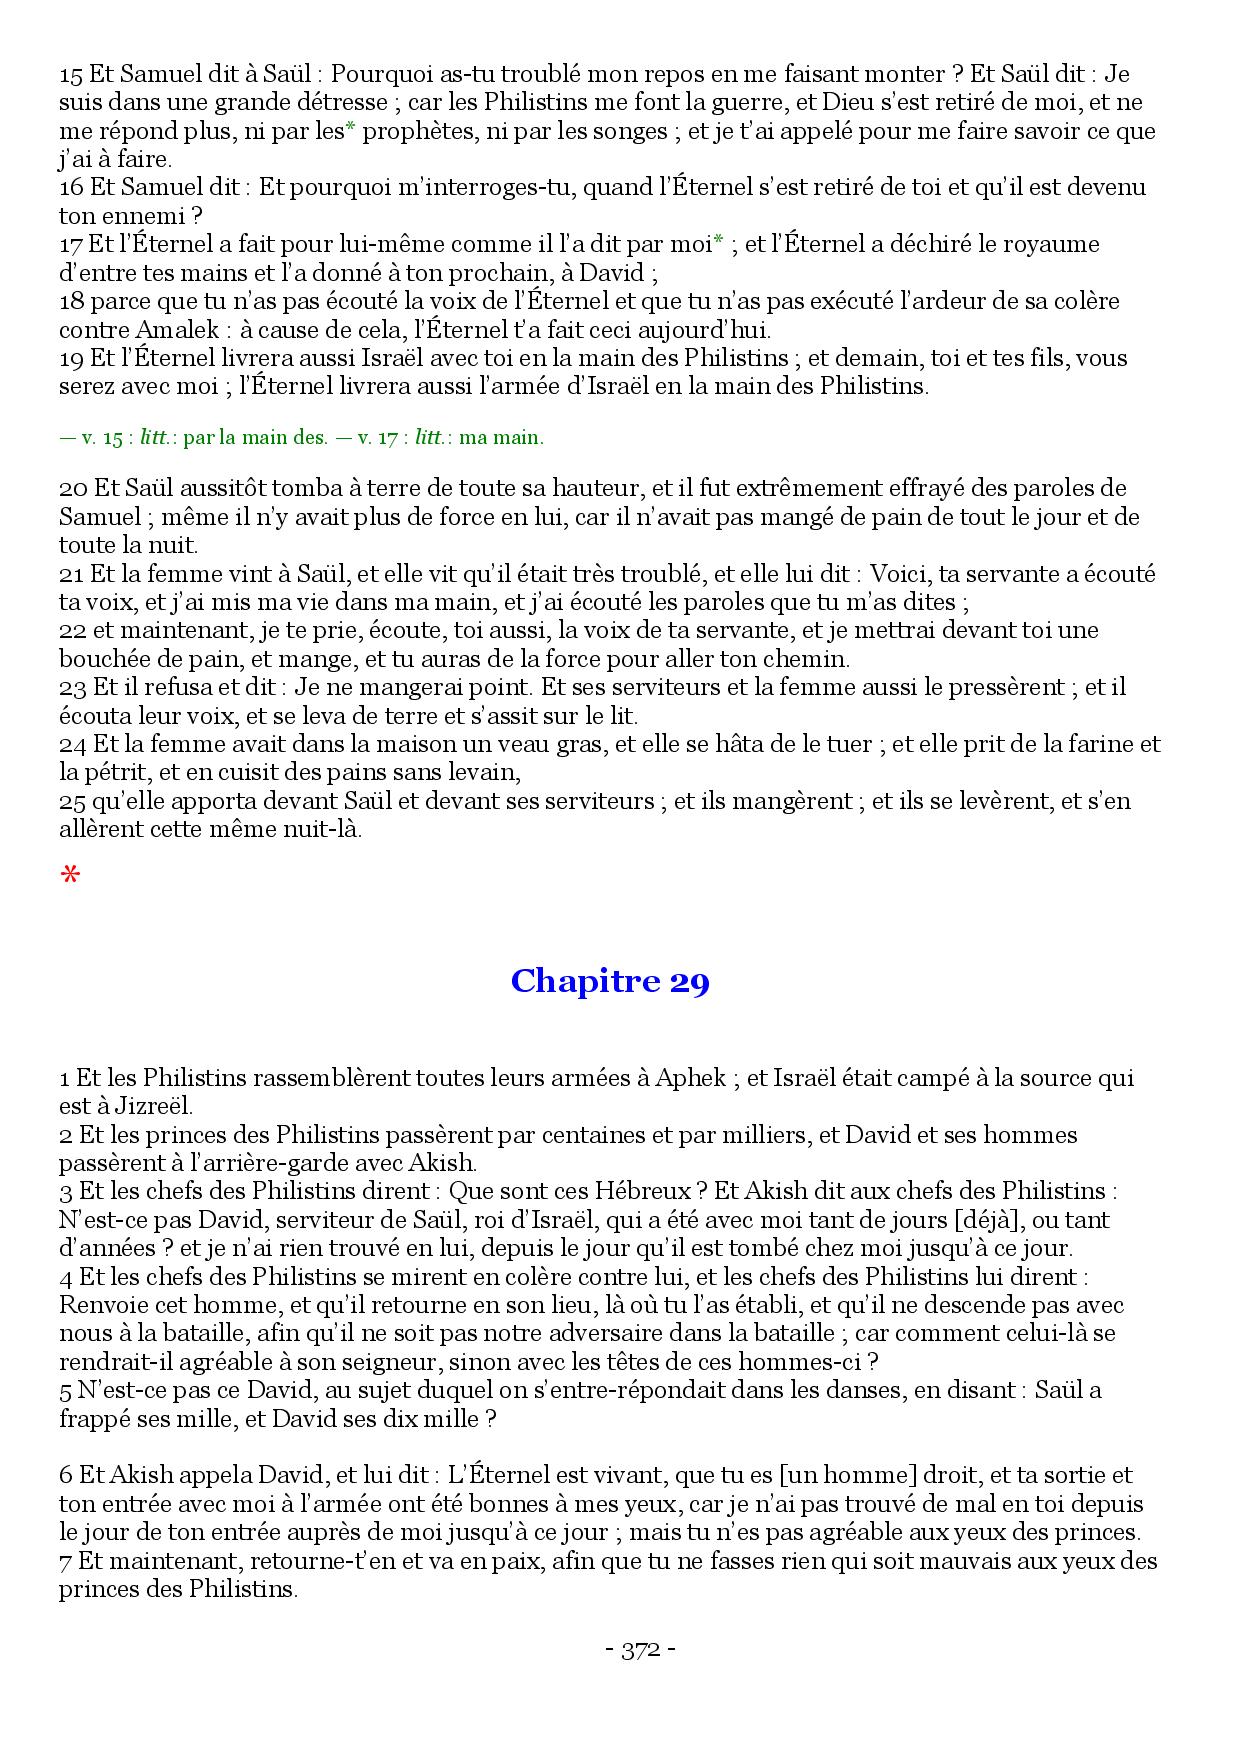 15 Et Samuel dit à Saül : Pourquoi as-tu troublé mon repos en me faisant monter ? Et Saül dit : Je
suis dans une grande détresse ; car les Philistins me font la guerre, et Dieu s’est retiré de moi, et ne
me répond plus, ni par les* prophètes, ni par les songes ; et je t’ai appelé pour me faire savoir ce que
j’ai à faire.
16 Et Samuel dit : Et pourquoi m’interroges-tu, quand l’Éternel s’est retiré de toi et qu’il est devenu
ton ennemi ?
17 Et l’Éternel a fait pour lui-même comme il l’a dit par moi* ; et l’Éternel a déchiré le royaume
d’entre tes mains et l’a donné à ton prochain, à David ;
18 parce que tu n’as pas écouté la voix de l’Éternel et que tu n’as pas exécuté l’ardeur de sa colère
contre Amalek : à cause de cela, l’Éternel t’a fait ceci aujourd’hui.
19 Et l’Éternel livrera aussi Israël avec toi en la main des Philistins ; et demain, toi et tes fils, vous
serez avec moi ; l’Éternel livrera aussi l’armée d’Israël en la main des Philistins.
— v. 15 : litt.: par la main des. — v. 17 : litt.: ma main.
20 Et Saül aussitôt tomba à terre de toute sa hauteur, et il fut extrêmement effrayé des paroles de
Samuel ; même il n’y avait plus de force en lui, car il n’avait pas mangé de pain de tout le jour et de
toute la nuit.
21 Et la femme vint à Saül, et elle vit qu’il était très troublé, et elle lui dit : Voici, ta servante a écouté
ta voix, et j’ai mis ma vie dans ma main, et j’ai écouté les paroles que tu m’as dites ;
22 et maintenant, je te prie, écoute, toi aussi, la voix de ta servante, et je mettrai devant toi une
bouchée de pain, et mange, et tu auras de la force pour aller ton chemin.
23 Et il refusa et dit : Je ne mangerai point. Et ses serviteurs et la femme aussi le pressèrent ; et il
écouta leur voix, et se leva de terre et s’assit sur le lit.
24 Et la femme avait dans la maison un veau gras, et elle se hâta de le tuer ; et elle prit de la farine et
la pétrit, et en cuisit des pains sans levain,
25 qu’elle apporta devant Saül et devant ses serviteurs ; et ils mangèrent ; et ils se levèrent, et s’en
allèrent cette même nuit-là.
*
Chapitre 29
1 Et les Philistins rassemblèrent toutes leurs armées à Aphek ; et Israël était campé à la source qui
est à Jizreël.
2 Et les princes des Philistins passèrent par centaines et par milliers, et David et ses hommes
passèrent à l’arrière-garde avec Akish.
3 Et les chefs des Philistins dirent : Que sont ces Hébreux ? Et Akish dit aux chefs des Philistins :
N’est-ce pas David, serviteur de Saül, roi d’Israël, qui a été avec moi tant de jours [déjà], ou tant
d’années ? et je n’ai rien trouvé en lui, depuis le jour qu’il est tombé chez moi jusqu’à ce jour.
4 Et les chefs des Philistins se mirent en colère contre lui, et les chefs des Philistins lui dirent :
Renvoie cet homme, et qu’il retourne en son lieu, là où tu l’as établi, et qu’il ne descende pas avec
nous à la bataille, afin qu’il ne soit pas notre adversaire dans la bataille ; car comment celui-là se
rendrait-il agréable à son seigneur, sinon avec les têtes de ces hommes-ci ?
5 N’est-ce pas ce David, au sujet duquel on s’entre-répondait dans les danses, en disant : Saül a
frappé ses mille, et David ses dix mille ?
6 Et Akish appela David, et lui dit : L’Éternel est vivant, que tu es [un homme] droit, et ta sortie et
ton entrée avec moi à l’armée ont été bonnes à mes yeux, car je n’ai pas trouvé de mal en toi depuis
le jour de ton entrée auprès de moi jusqu’à ce jour ; mais tu n’es pas agréable aux yeux des princes.
7 Et maintenant, retourne-t’en et va en paix, afin que tu ne fasses rien qui soit mauvais aux yeux des
princes des Philistins.
- 372 -